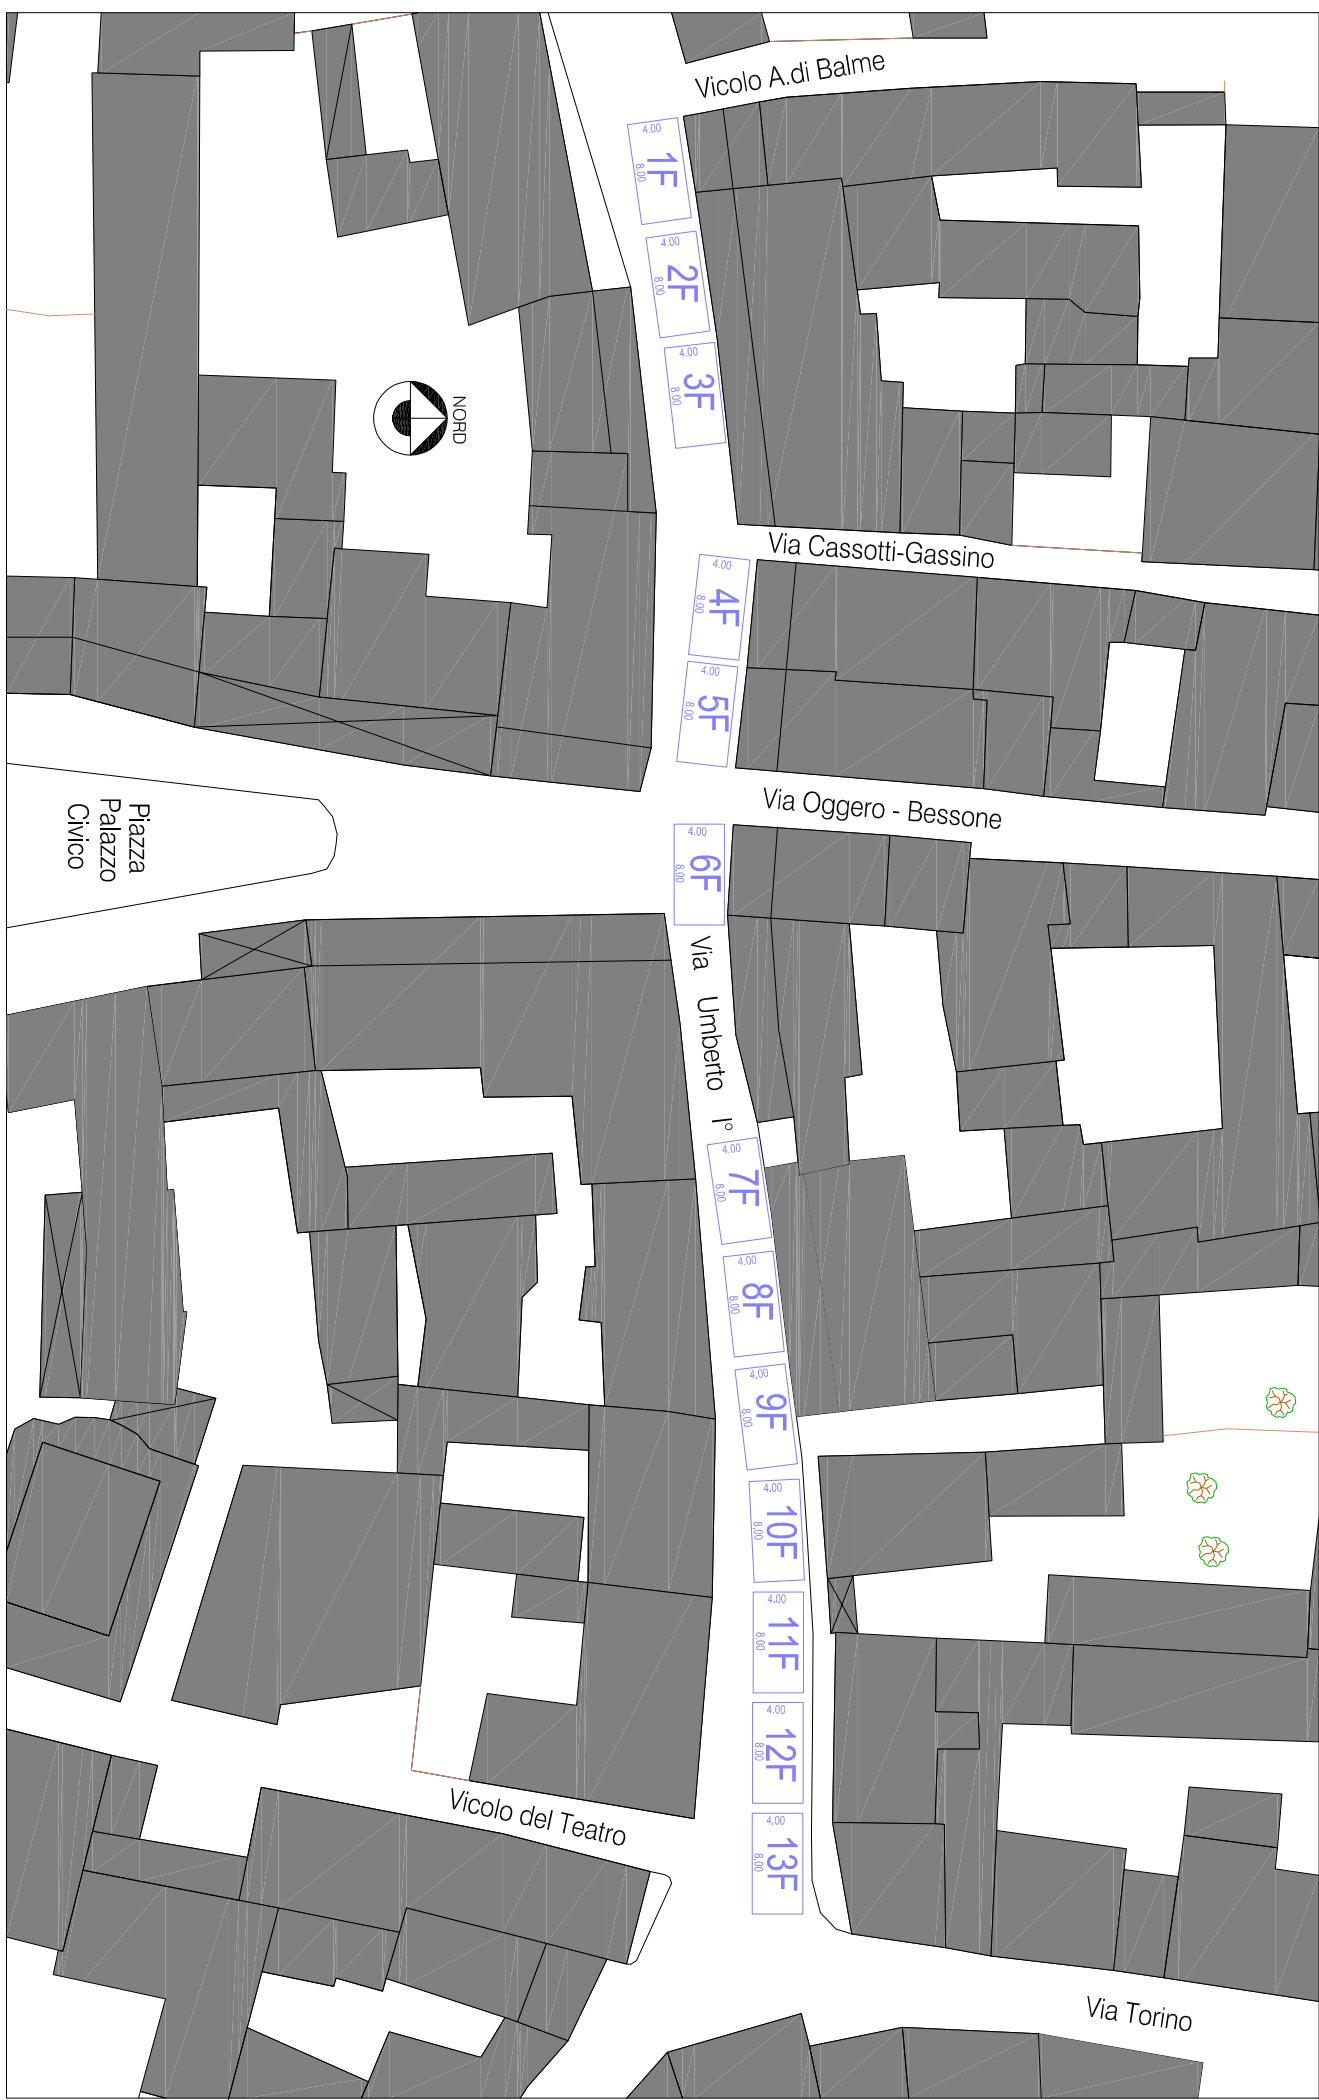 Vicolo A.di Balme
4.00
1F
8.00
4.00
2F
8.00
4.00
3F
8.00
NORD
Via Cassotti-Gassino
4.00
4F
8.00
4.00
5F
8.00
Via Oggero - Bessone
Piazza
Palazzo
Civico
4.00
6F
8.00
Via Umberto I°
4.00
7F
8.00
4.00
8F
8.00
4,00
9F
8.00
4.00
10F
8.00
4.00
11F
8.00
4.00
12F
8.00
4,00
13F
8.00
Vicolo del Teatro
Via Torino